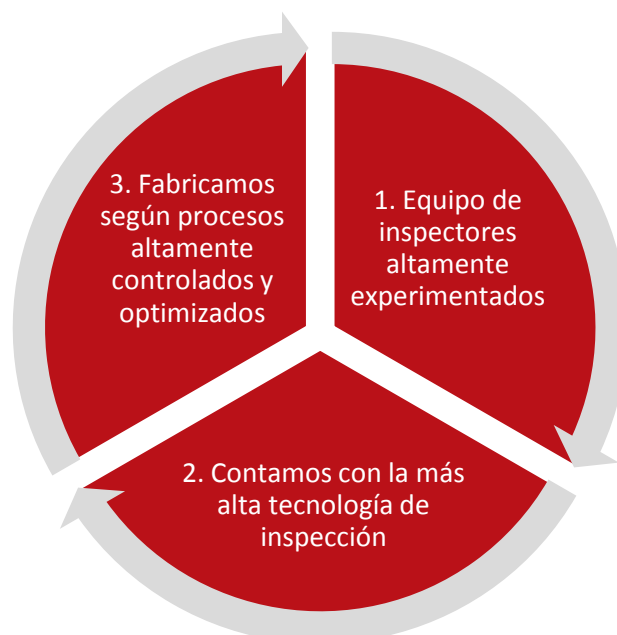 1. Equipo de
inspectores
altamente
experimentados
2. Contamos con la más
alta tecnología de
inspección
3. Fabricamos
según procesos
altamente
controlados y
optimizados